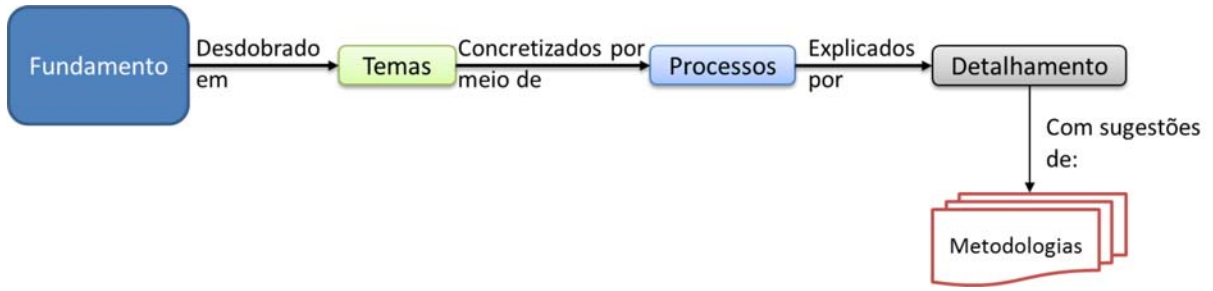 Fundamento
Desdobrado
em
Temas
Concretizados por
meio de
Processos
Explicados
por
Detalhamento
Com sugestões
de:
Metodologias